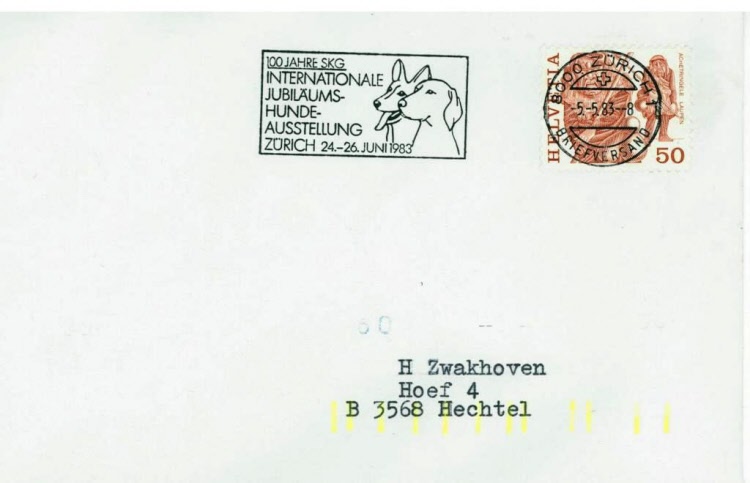 100 JAHRE SKG
INTERNATIONALE
JUBILÄUMS-
HUNDE-
AUSSTELLUNG
ZÜRICH 24.-26. JUNI 1983
HELVETIA
8000 ZÜRICH 1
-5.-5.83--8
BRIEFVERSAND
50
60
H Zwakhoven
Hoef 4
B 3568 Hechtel